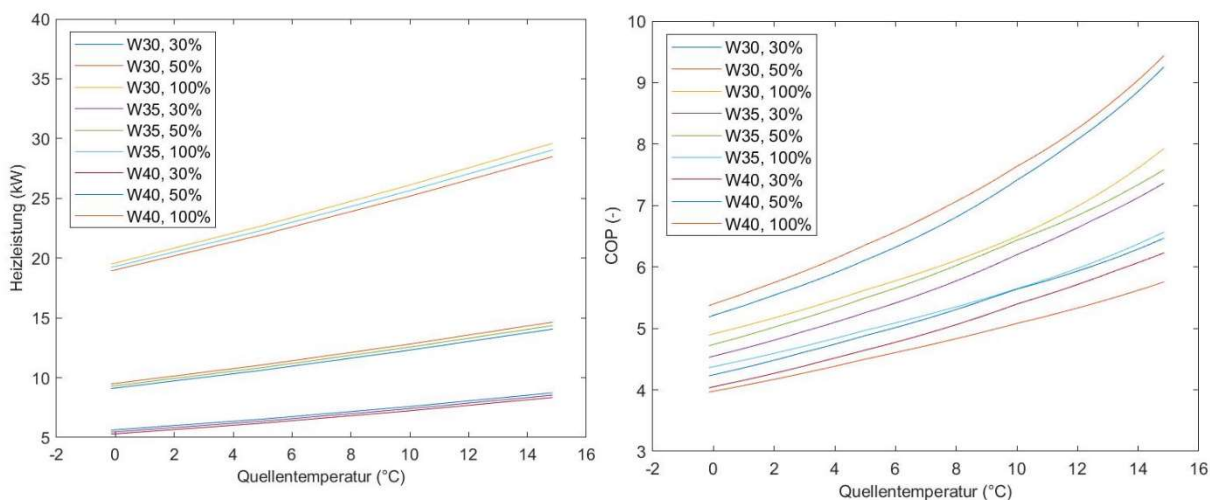 40
35
30
25
20
15
10
5
Heizleistung (kW)
W30, 30%
W30, 50%
W30, 100%
W35, 30%
W35, 50%
W35, 100%
W40, 30%
W40, 50%
W40, 100%
-2 0 2 4 6 8 10 12 14 16
Quellentemperatur (°C)
10
9
8
7
6
5
4
3
COP (-)
W30, 30%
W30, 50%
W30, 100%
W35, 30%
W35, 50%
W35, 100%
W40, 30%
W40, 50%
W40, 100%
-2 0 2 4 6 8 10 12 14 16
Quellentemperatur (°C)